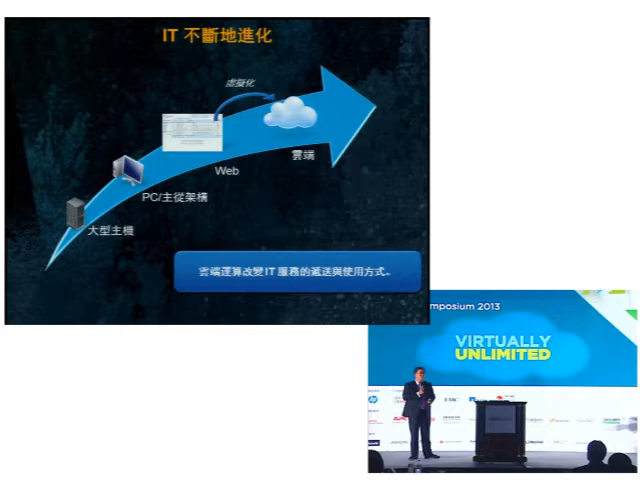 IT 不斷地進化
虛擬化
雲端
Web
PC/主從架構
大型主機
雲端運算改變 IT 服務的遞送與使用方式。
mposium 2013
VIRTUALLY
UNLIMITED
hp